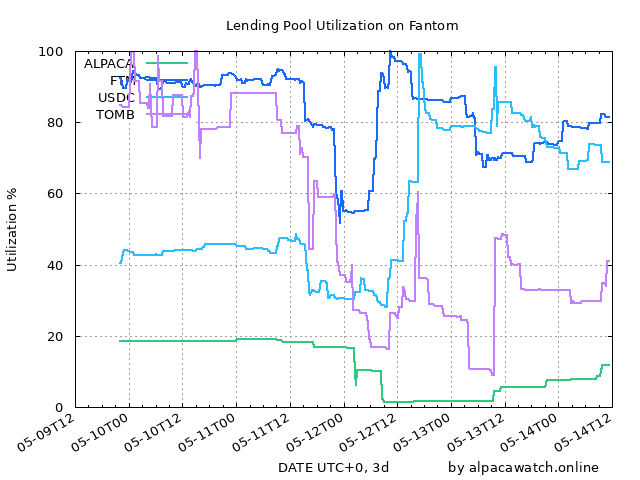 Lending Pool Utilization on Fantom
100
80
60
40
20
0
Utilization %
ALPACA
FTM
USDC
TOMB
05-09T12
05-10T00
05-10T12
05-11T00
05-11T12
05-12T00
05-12T12
05-13T00
05-13T12
05-14T00
05-14T12
DATE UTC+0, 3d
by alpacawatch.online